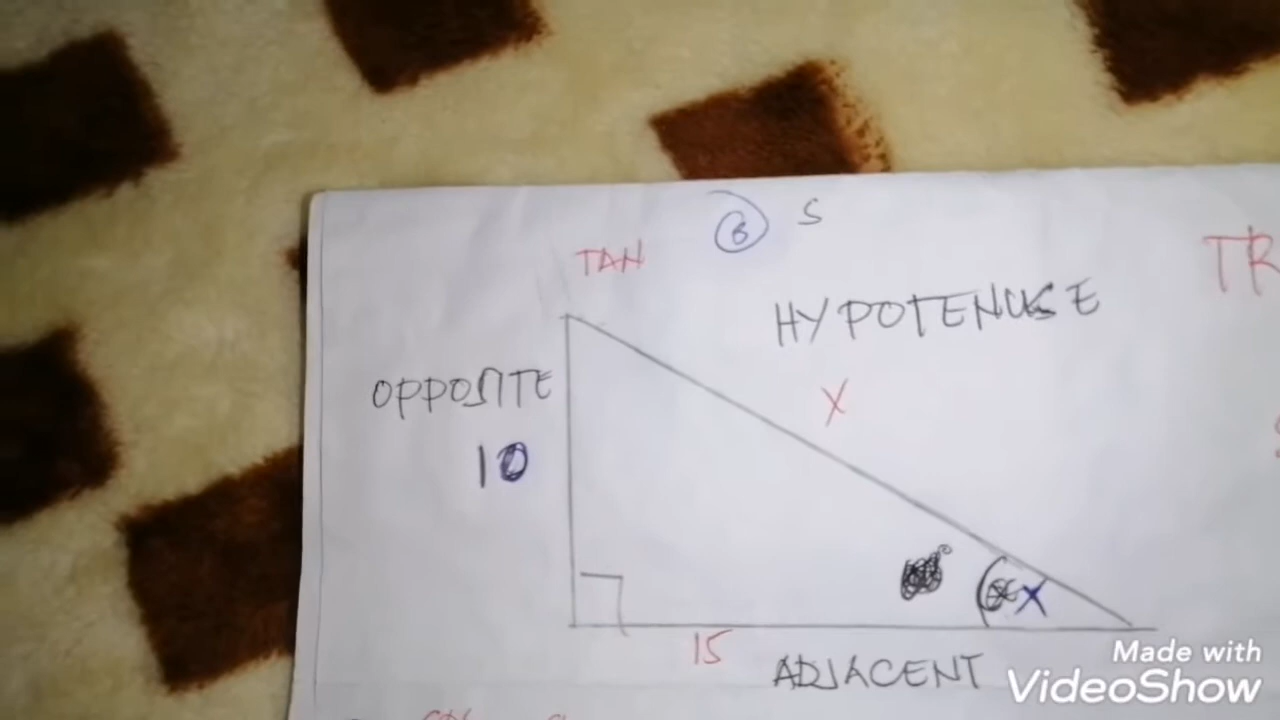 6 S
TAN
TR
HYPOTENUSE
OPPOSITE
X
10
X
15
ADJACENT
Made with
VideoShow